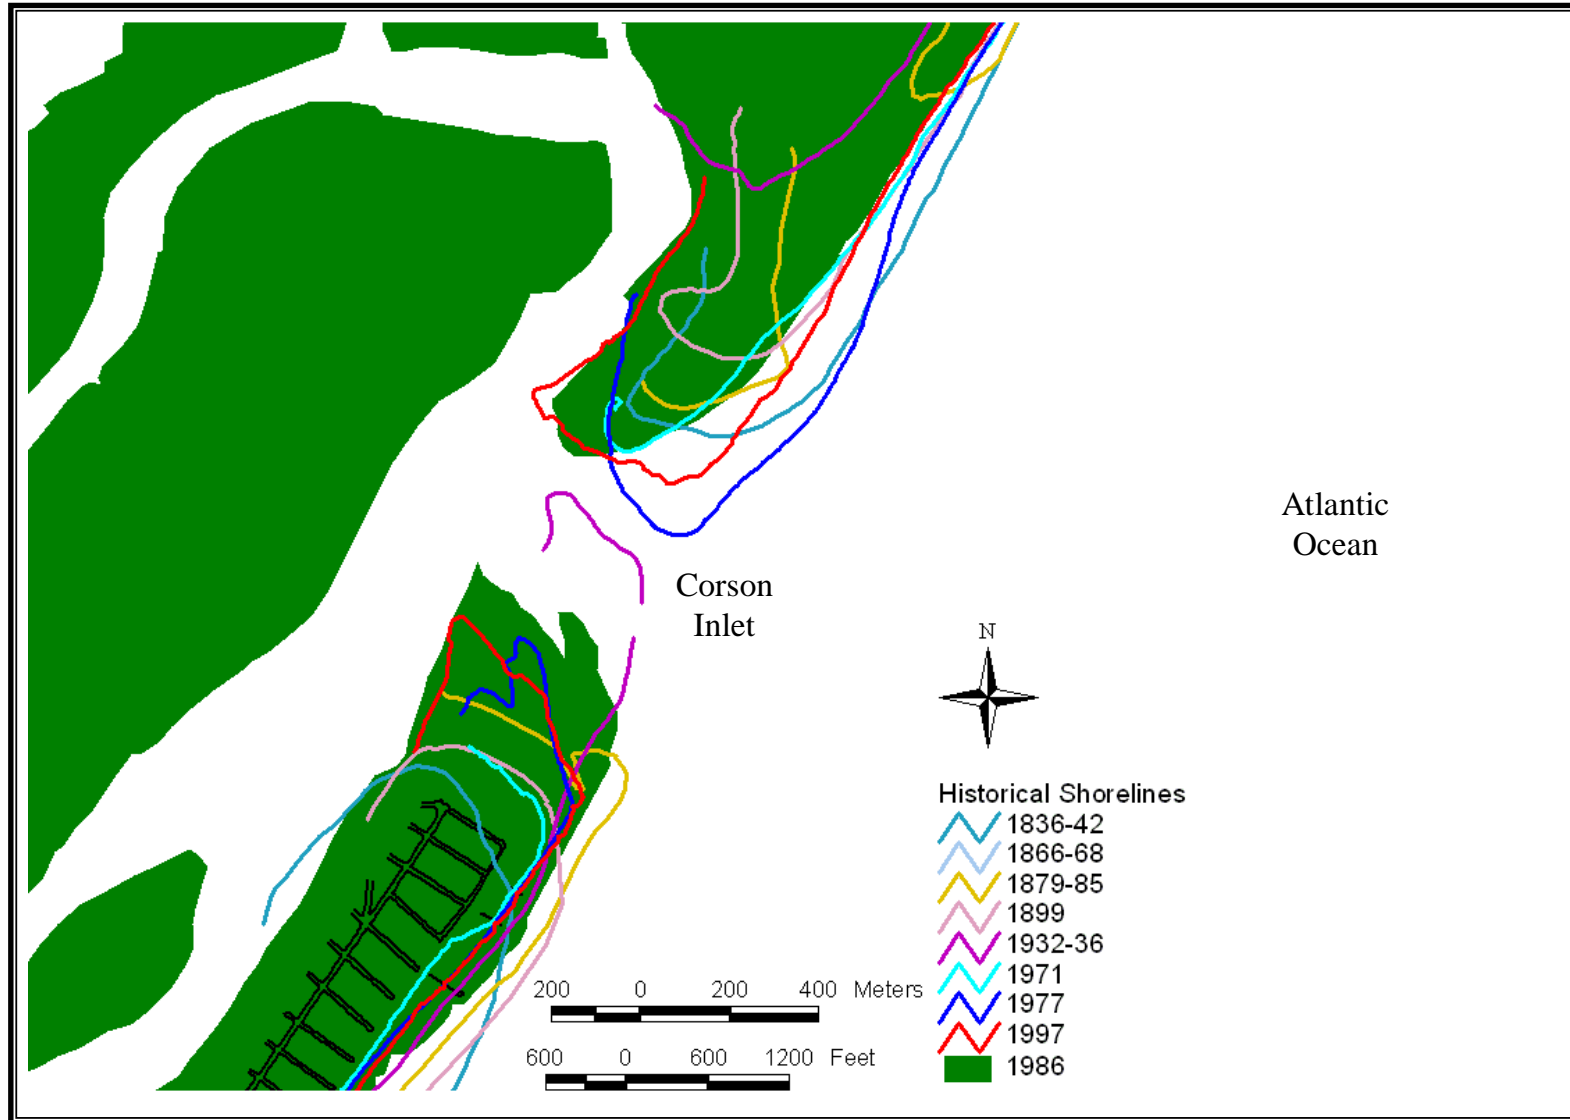 Atlantic
Ocean
Corson
Inlet
N
Historical Shorelines
1836-42
1866-68
1879-85
1899
1932-36
1971
1977
1997
1986
200 0 200 400 Meters
600 0 600 1200 Feet